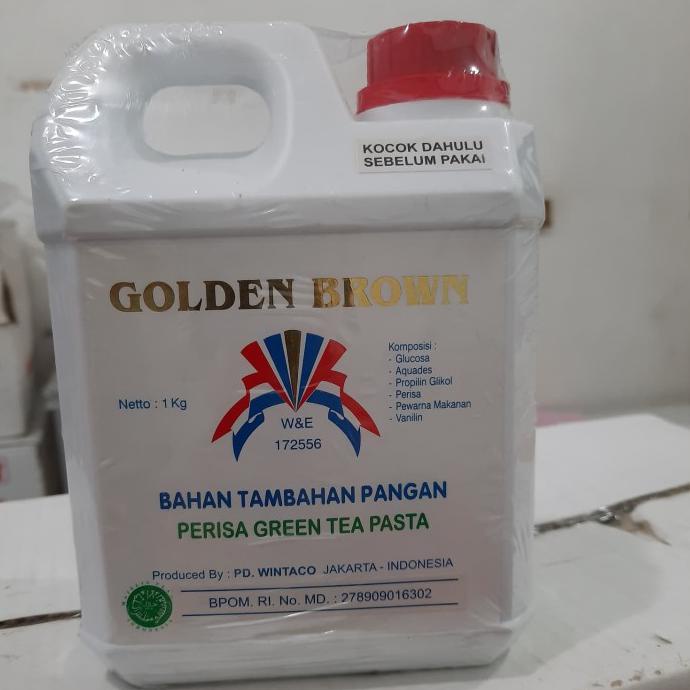 KOCOK DAHULU
SEBELUM PAKAI
GOLDEN BROWN
Komposisi :
- Glucosa
- Aquades
- Propilin Glikol
- Perisa
- Pewarna Makanan
- Vanilin
Netto : 1 Kg
W&E
172556
BAHAN TAMBAHAN PANGAN
PERISA GREEN TEA PASTA
Produced By : PD. WINTACO JAKARTA - INDONESIA
BPOM. RI. No. MD. : 278909016302